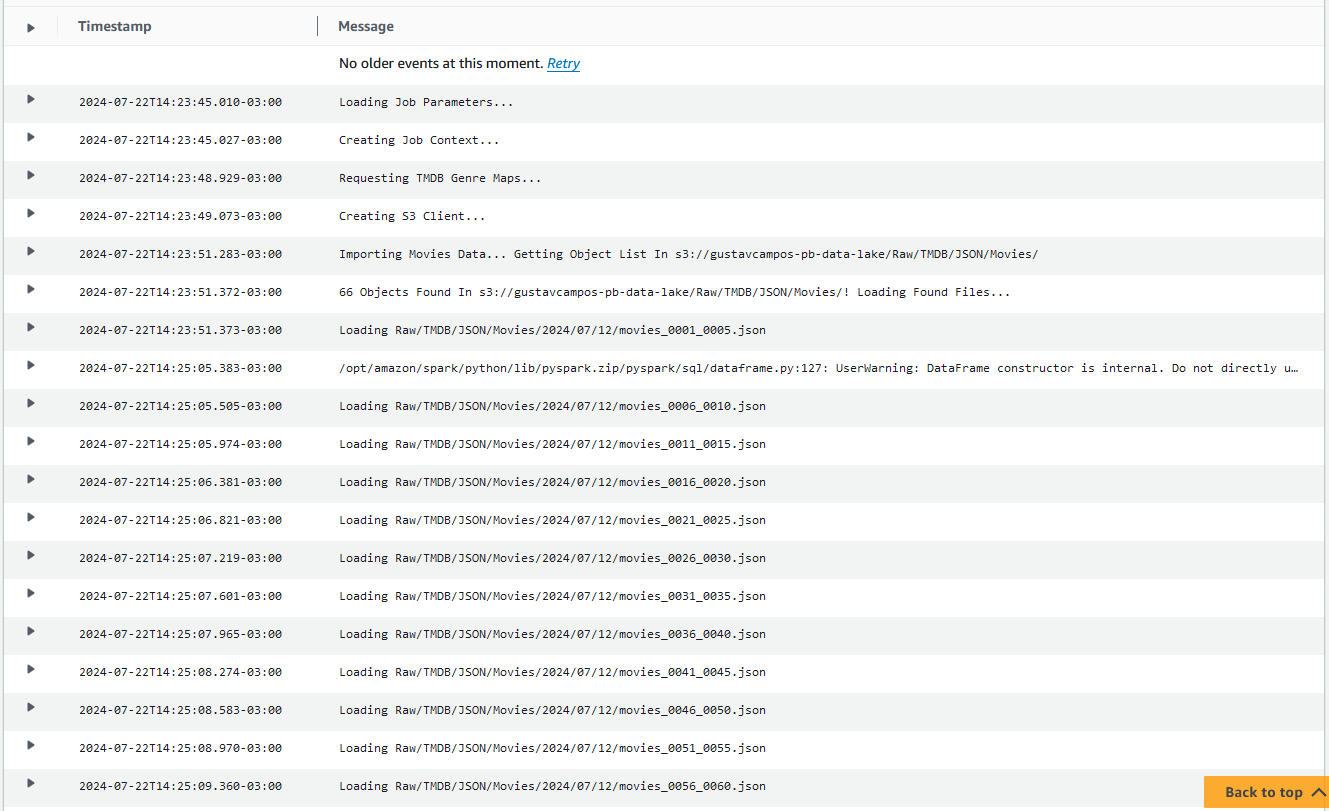 Timestamp Message
No older events at this moment. Retry
2024-07-22T14:23:45.010-03:00 Loading Job Parameters...
2024-07-22T14:23:45.027-03:00 Creating Job Context...
2024-07-22T14:23:48.929-03:00 Requesting TMDB Genre Maps...
2024-07-22T14:23:49.073-03:00 Creating S3 Client...
2024-07-22T14:23:51.283-03:00 Importing Movies Data... Getting Object List In s3://gustavcampos-pb-data-lake/Raw/TMDB/JSON/Movies/
2024-07-22T14:23:51.372-03:00 66 Objects Found In s3://gustavcampos-pb-data-lake/Raw/TMDB/JSON/Movies/! Loading Found Files...
2024-07-22T14:23:51.373-03:00 Loading Raw/TMDB/JSON/Movies/2024/07/12/movies_0001_0005.json
2024-07-22T14:25:05.383-03:00 /opt/amazon/spark/python/lib/pyspark.zip/pyspark/sql/dataframe.py:127: UserWarning: DataFrame constructor is internal. Do not directly u…
2024-07-22T14:25:05.505-03:00 Loading Raw/TMDB/JSON/Movies/2024/07/12/movies_0006_0010.json
2024-07-22T14:25:05.974-03:00 Loading Raw/TMDB/JSON/Movies/2024/07/12/movies_0011_0015.json
2024-07-22T14:25:06.381-03:00 Loading Raw/TMDB/JSON/Movies/2024/07/12/movies_0016_0020.json
2024-07-22T14:25:06.821-03:00 Loading Raw/TMDB/JSON/Movies/2024/07/12/movies_0021_0025.json
2024-07-22T14:25:07.219-03:00 Loading Raw/TMDB/JSON/Movies/2024/07/12/movies_0026_0030.json
2024-07-22T14:25:07.601-03:00 Loading Raw/TMDB/JSON/Movies/2024/07/12/movies_0031_0035.json
2024-07-22T14:25:07.965-03:00 Loading Raw/TMDB/JSON/Movies/2024/07/12/movies_0036_0040.json
2024-07-22T14:25:08.274-03:00 Loading Raw/TMDB/JSON/Movies/2024/07/12/movies_0041_0045.json
2024-07-22T14:25:08.583-03:00 Loading Raw/TMDB/JSON/Movies/2024/07/12/movies_0046_0050.json
2024-07-22T14:25:08.970-03:00 Loading Raw/TMDB/JSON/Movies/2024/07/12/movies_0051_0055.json
2024-07-22T14:25:09.360-03:00 Loading Raw/TMDB/JSON/Movies/2024/07/12/movies_0056_0060.json
Back to top